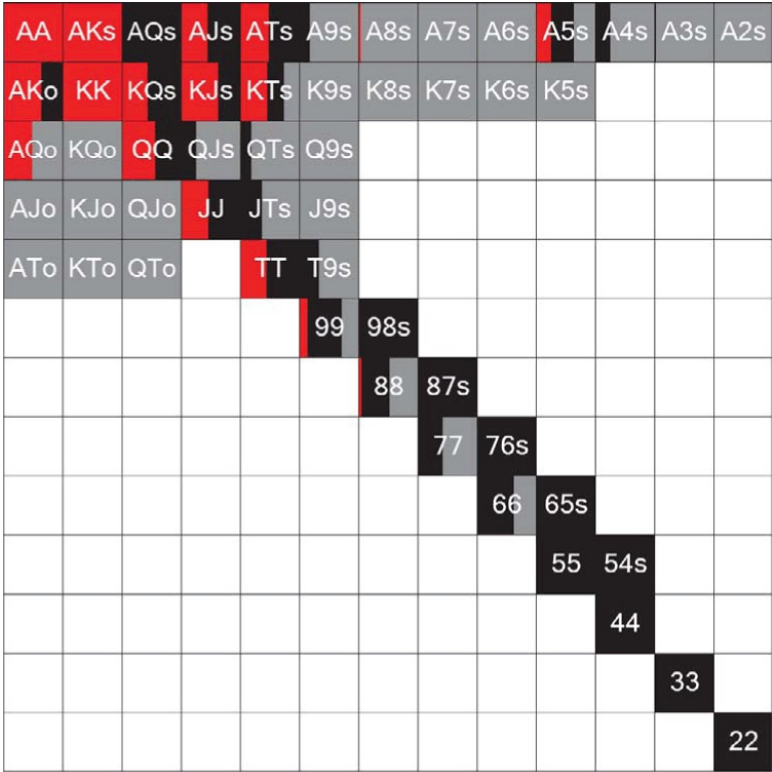 AA AKs AQs AJs ATs A9s A8s A7s A6s A5s A4s A3s A2s
AKo KK KQs KJs KTs K9s K8s K7s K6s K5s
AQo KQo QQ QJs QTs Q9s
AJo KJo QJo JJ JTs J9s
ATo KTo QTo TT T9s
99 98s
88 87s
77 76s
66 65s
55 54s
44
33
22